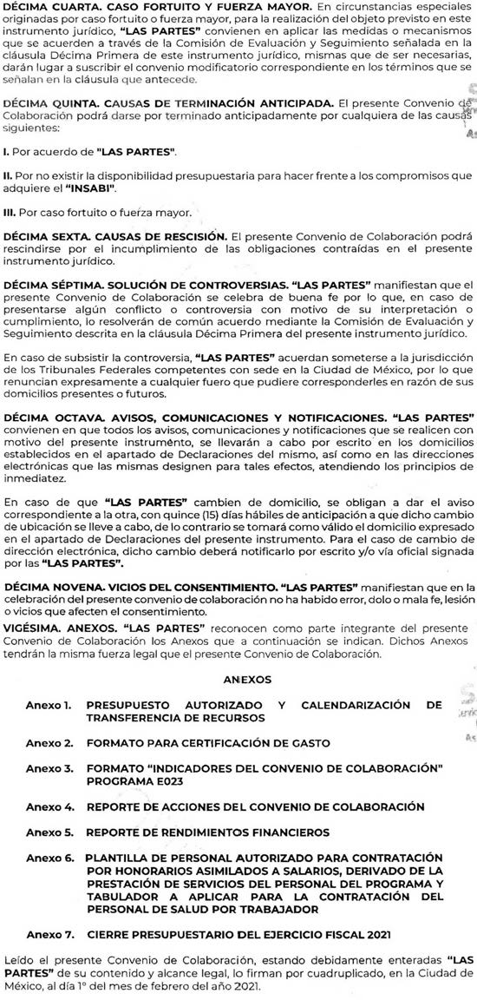 DÉCIMA CUARTA. CASO FORTUITO Y FUERZA MAYOR. En circunstancias especiales
originadas por caso fortuito o fuerza mayor, para la realización del objeto previsto en este
instrumento jurídico, "LAS PARTES" convienen en aplicar las medidas o mecanismos
que se acuerden a través de la Comisión de Evaluación y Seguimiento señalada en la
cláusula Décima Primera de este instrumento jurídico, mismas que de ser necesarias,
darán lugar a suscribir el convenio modificatorio correspondiente en los términos que se
señalan en la cláusula que antecede.
DÉCIMA QUINTA. CAUSAS DE TERMINACIÓN ANTICIPADA. El presente Convenio de
Colaboración podrá darse por terminado anticipadamente por cualquiera de las causas
siguientes:
I. Por acuerdo de "LAS PARTES".
II. Por no existir la disponibilidad presupuestaria para hacer frente a los compromisos que
adquiere el "INSABI".
III. Por caso fortuito o fuerza mayor.
DÉCIMA SEXTA. CAUSAS DE RESCISIÓN. El presente Convenio de Colaboración podrá
rescindirse por el incumplimiento de las obligaciones contraídas en el presente
instrumento jurídico.
DÉCIMA SÉPTIMA. SOLUCIÓN DE CONTROVERSIAS. "LAS PARTES" manifiestan que el
presente Convenio de Colaboración se celebra de buena fe por lo que, en caso de
presentarse algún conflicto o controversia con motivo de su interpretación o
cumplimiento, lo resolverán de común acuerdo mediante la Comisión de Evaluación y
Seguimiento descrita en la cláusula Décima Primera del presente instrumento jurídico.
En caso de subsistir la controversia, "LAS PARTES" acuerdan someterse a la jurisdicción
de los Tribunales Federales competentes con sede en la Ciudad de México, por lo que
renuncian expresamente a cualquier fuero que pudiere corresponderles en razón de sus
domicilios presentes o futuros.
DÉCIMA OCTAVA. AVISOS, COMUNICACIONES Y NOTIFICACIONES. "LAS PARTES"
convienen en que todos los avisos, comunicaciones y notificaciones que se realicen con
motivo del presente instrumento, se llevarán a cabo por escrito en los domicilios
establecidos en el apartado de Declaraciones del mismo, así como en las direcciones
electrónicas que las mismas designen para tales efectos, atendiendo los principios de
inmediatez.
En caso de que "LAS PARTES" cambien de domicilio, se obligan a dar el aviso
correspondiente a la otra, con quince (15) días hábiles de anticipación a que dicho cambio
de ubicación se lleve a cabo, de lo contrario se tomará como válido el domicilio expresado
en el apartado de Declaraciones del presente instrumento. Para el caso de cambio de
dirección electrónica, dicho cambio deberá notificarlo por escrito y/o vía oficial signada
por las "LAS PARTES".
DÉCIMA NOVENA. VICIOS DEL CONSENTIMIENTO. "LAS PARTES" manifiestan que en la
celebración del presente convenio de colaboración no ha habido error, dolo o mala fe, lesión
o vicios que afecten el consentimiento.
VIGÉSIMA. ANEXOS. "LAS PARTES" reconocen como parte integrante del presente
Convenio de Colaboración los Anexos que a continuación se indican. Dichos Anexos
tendrán la misma fuerza legal que el presente Convenio de Colaboración.
ANEXOS
Anexo 1. PRESUPUESTO AUTORIZADO Y CALENDARIZACIÓN DE
TRANSFERENCIA DE RECURSOS
Anexo 2. FORMATO PARA CERTIFICACIÓN DE GASTO
Anexo 3. FORMATO "INDICADORES DEL CONVENIO DE COLABORACIÓN"
PROGRAMA E023
Anexo 4. REPORTE DE ACCIONES DEL CONVENIO DE COLABORACIÓN
Anexo 5. REPORTE DE RENDIMIENTOS FINANCIEROS
Anexo 6. PLANTILLA DE PERSONAL AUTORIZADO PARA CONTRATACIÓN
POR HONORARIOS ASIMILADOS A SALARIOS, DERIVADO DE LA
PRESTACIÓN DE SERVICIOS DEL PERSONAL DEL PROGRAMA Y
TABULADOR A APLICAR PARA LA CONTRATACIÓN DEL
PERSONAL DE SALUD POR TRABAJADOR
Anexo 7. CIERRE PRESUPUESTARIO DEL EJERCICIO FISCAL 2021
Leído el presente Convenio de Colaboración, estando debidamente enteradas "LAS
PARTES" de su contenido y alcance legal, lo firman por cuadruplicado, en la Ciudad de
México, al día 1° del mes de febrero del año 2021.